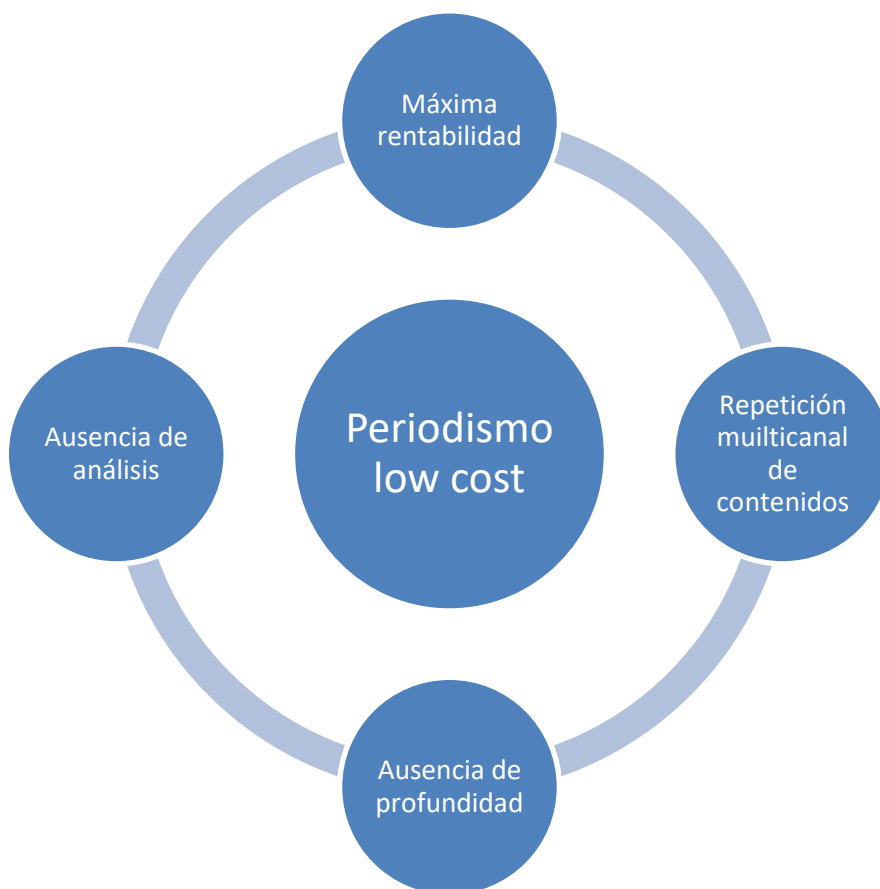 Máxima
rentabilidad
Ausencia de
análisis
Periodismo
low cost
Repetición
muilticanal
de
contenidos
Ausencia de
profundidad